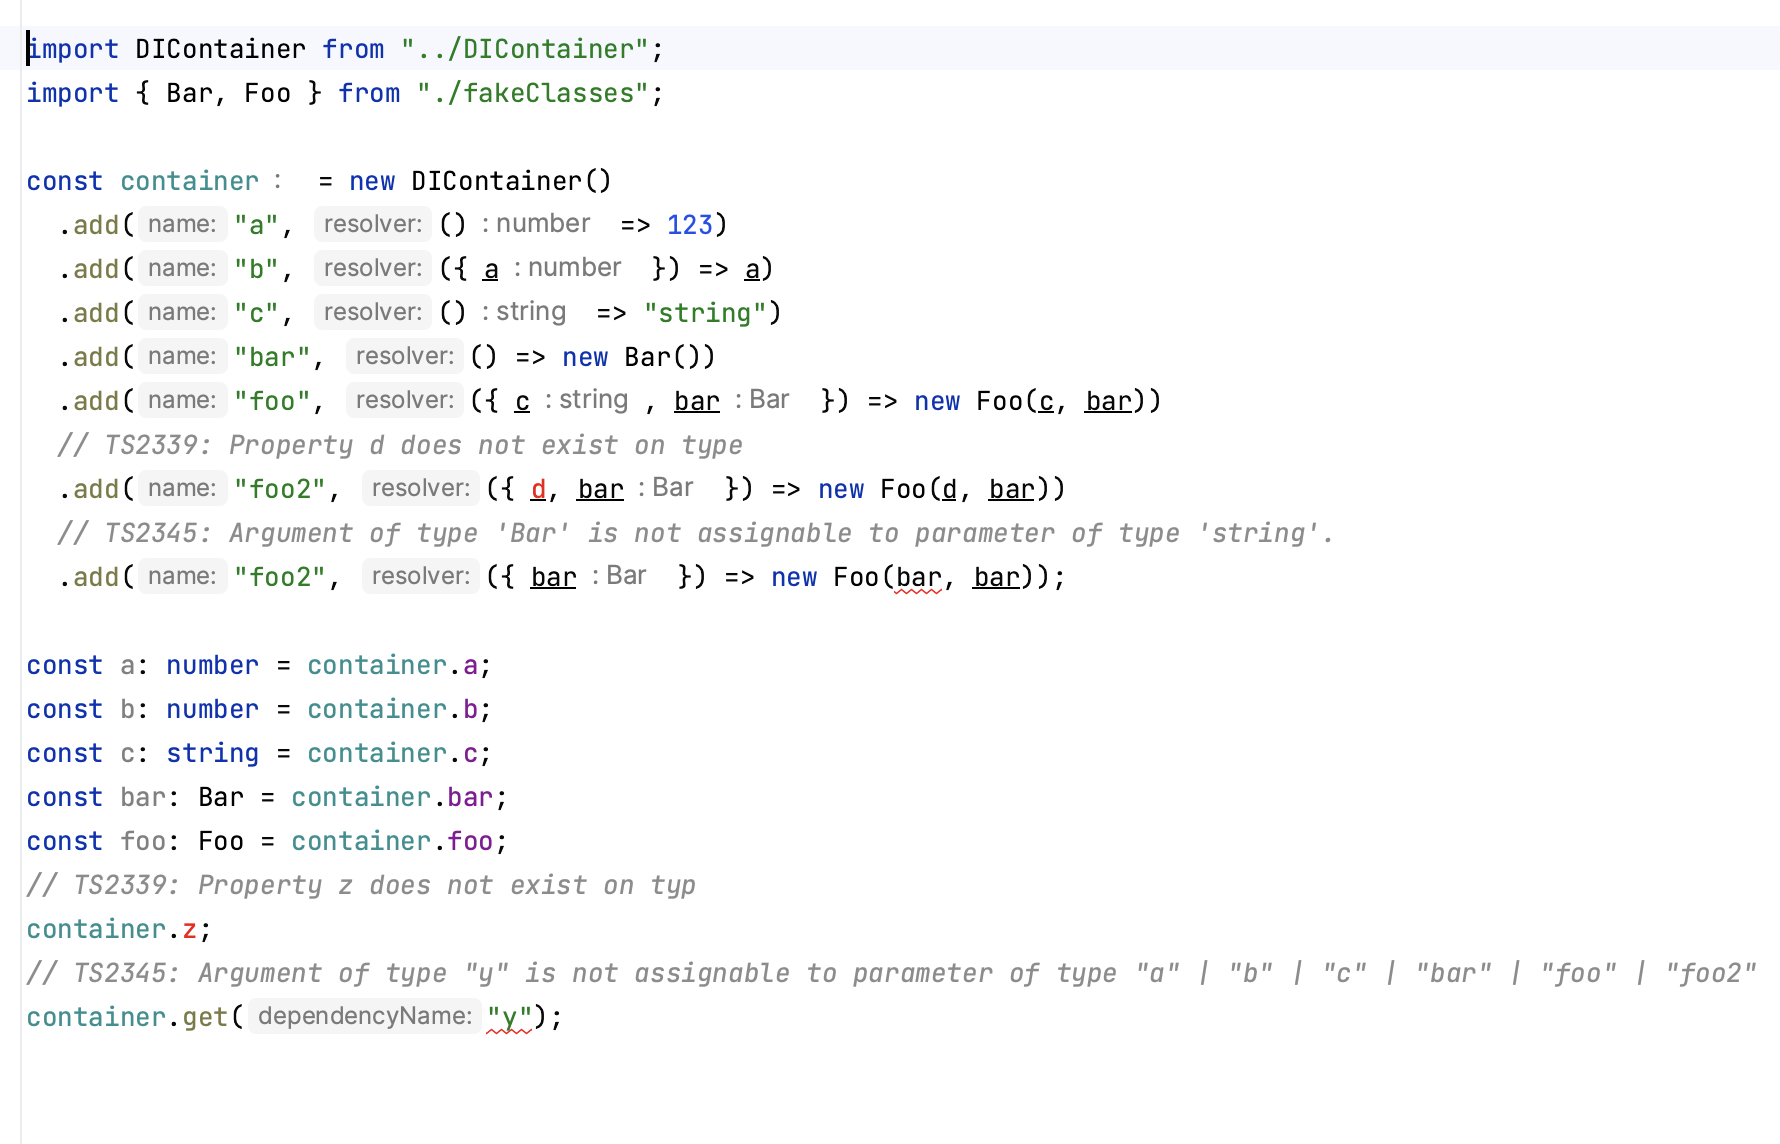 import DIContainer from "../DIContainer";
import { Bar, Foo } from "./fakeClasses";
const container :  = new DIContainer()
.add( name: "a", resolver: () : number => 123)
.add( name: "b", resolver: ({ a : number }) => a)
.add( name: "c", resolver: () : string => "string")
.add( name: "bar", resolver: () => new Bar())
.add( name: "foo", resolver: ({ c : string , bar : Bar }) => new Foo(c, bar))
// TS2339: Property d does not exist on type
.add( name: "foo2", resolver: ({ d, bar : Bar }) => new Foo(d, bar))
// TS2345: Argument of type 'Bar' is not assignable to parameter of type 'string'.
.add( name: "foo2", resolver: ({ bar : Bar }) => new Foo(bar, bar));
const a: number = container.a;
const b: number = container.b;
const c: string = container.c;
const bar: Bar = container.bar;
const foo: Foo = container.foo;
// TS2339: Property z does not exist on typ
container.z;
// TS2345: Argument of type "y" is not assignable to parameter of type "a" | "b" | "c" | "bar" | "foo" | "foo2"
container.get( dependencyName: "y");